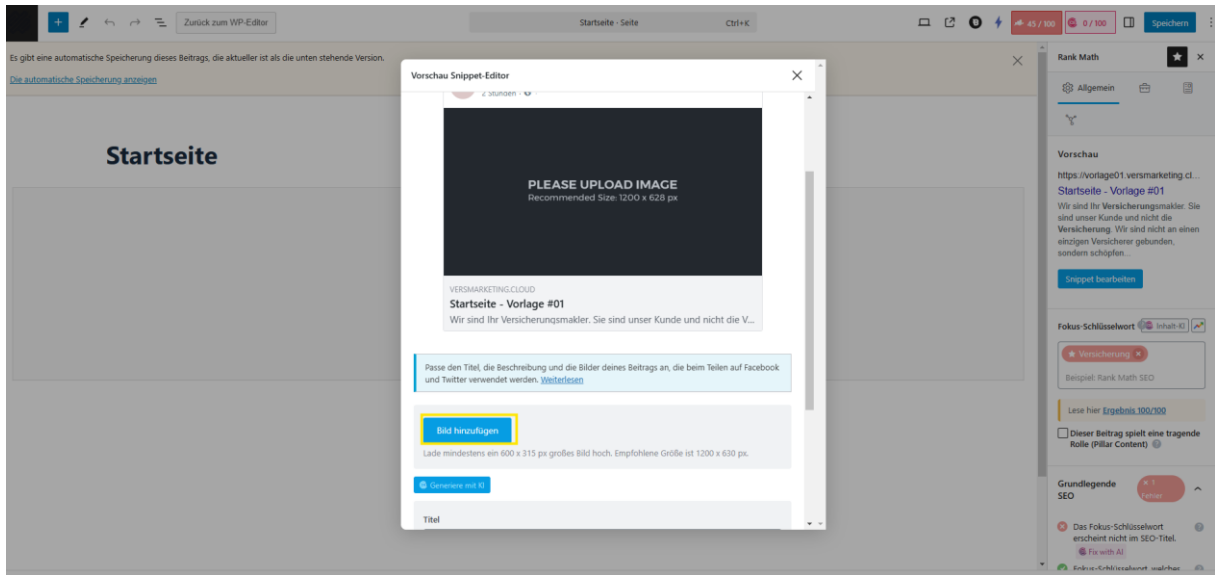 Zurück zum WP-Editor
Startseite - Seite
Ctrl+K
45 / 100
0 / 100
Speichern
Es gibt eine automatische Speicherung dieses Beitrags, die aktueller ist als die unten stehende Version.
Die automatische Speicherung anzeigen
Startseite
Vorschau Snippet-Editor
2 Stunden
PLEASE UPLOAD IMAGE
Recommended Size: 1200 x 628 px
VERSMARKETING.CLOUD
Startseite - Vorlage #01
Wir sind Ihr Versicherungsmakler. Sie sind unser Kunde und nicht die V...
Passe den Titel, die Beschreibung und die Bilder deines Beitrags an, die beim Teilen auf Facebook
und Twitter verwendet werden. Weiterlesen
Bild hinzufügen
Lade mindestens ein 600 x 315 px großes Bild hoch. Empfohlene Größe ist 1200 x 630 px.
Generiere mit KI
Titel
Rank Math
Allgemein
Vorschau
https://vorlage01.versmarketing.cl...
Startseite - Vorlage #01
Wir sind Ihr Versicherungsmakler. Sie
sind unser Kunde und nicht die
Versicherung. Wir sind nicht an einen
einzigen Versicherer gebunden,
sondern schöpfen...
Snippet bearbeiten
Fokus-Schlüsselwort
Inhalt-KI
Versicherung
Beispiel: Rank Math SEO
Lese hier Ergebnis 100/100
Dieser Beitrag spielt eine tragende
Rolle (Pillar Content)
Grundlegende
SEO
× 1
Fehler
Das Fokus-Schlüsselwort
erscheint nicht im SEO-Titel.
Fix with AI
Fokus-Schlüsselwort, welcher